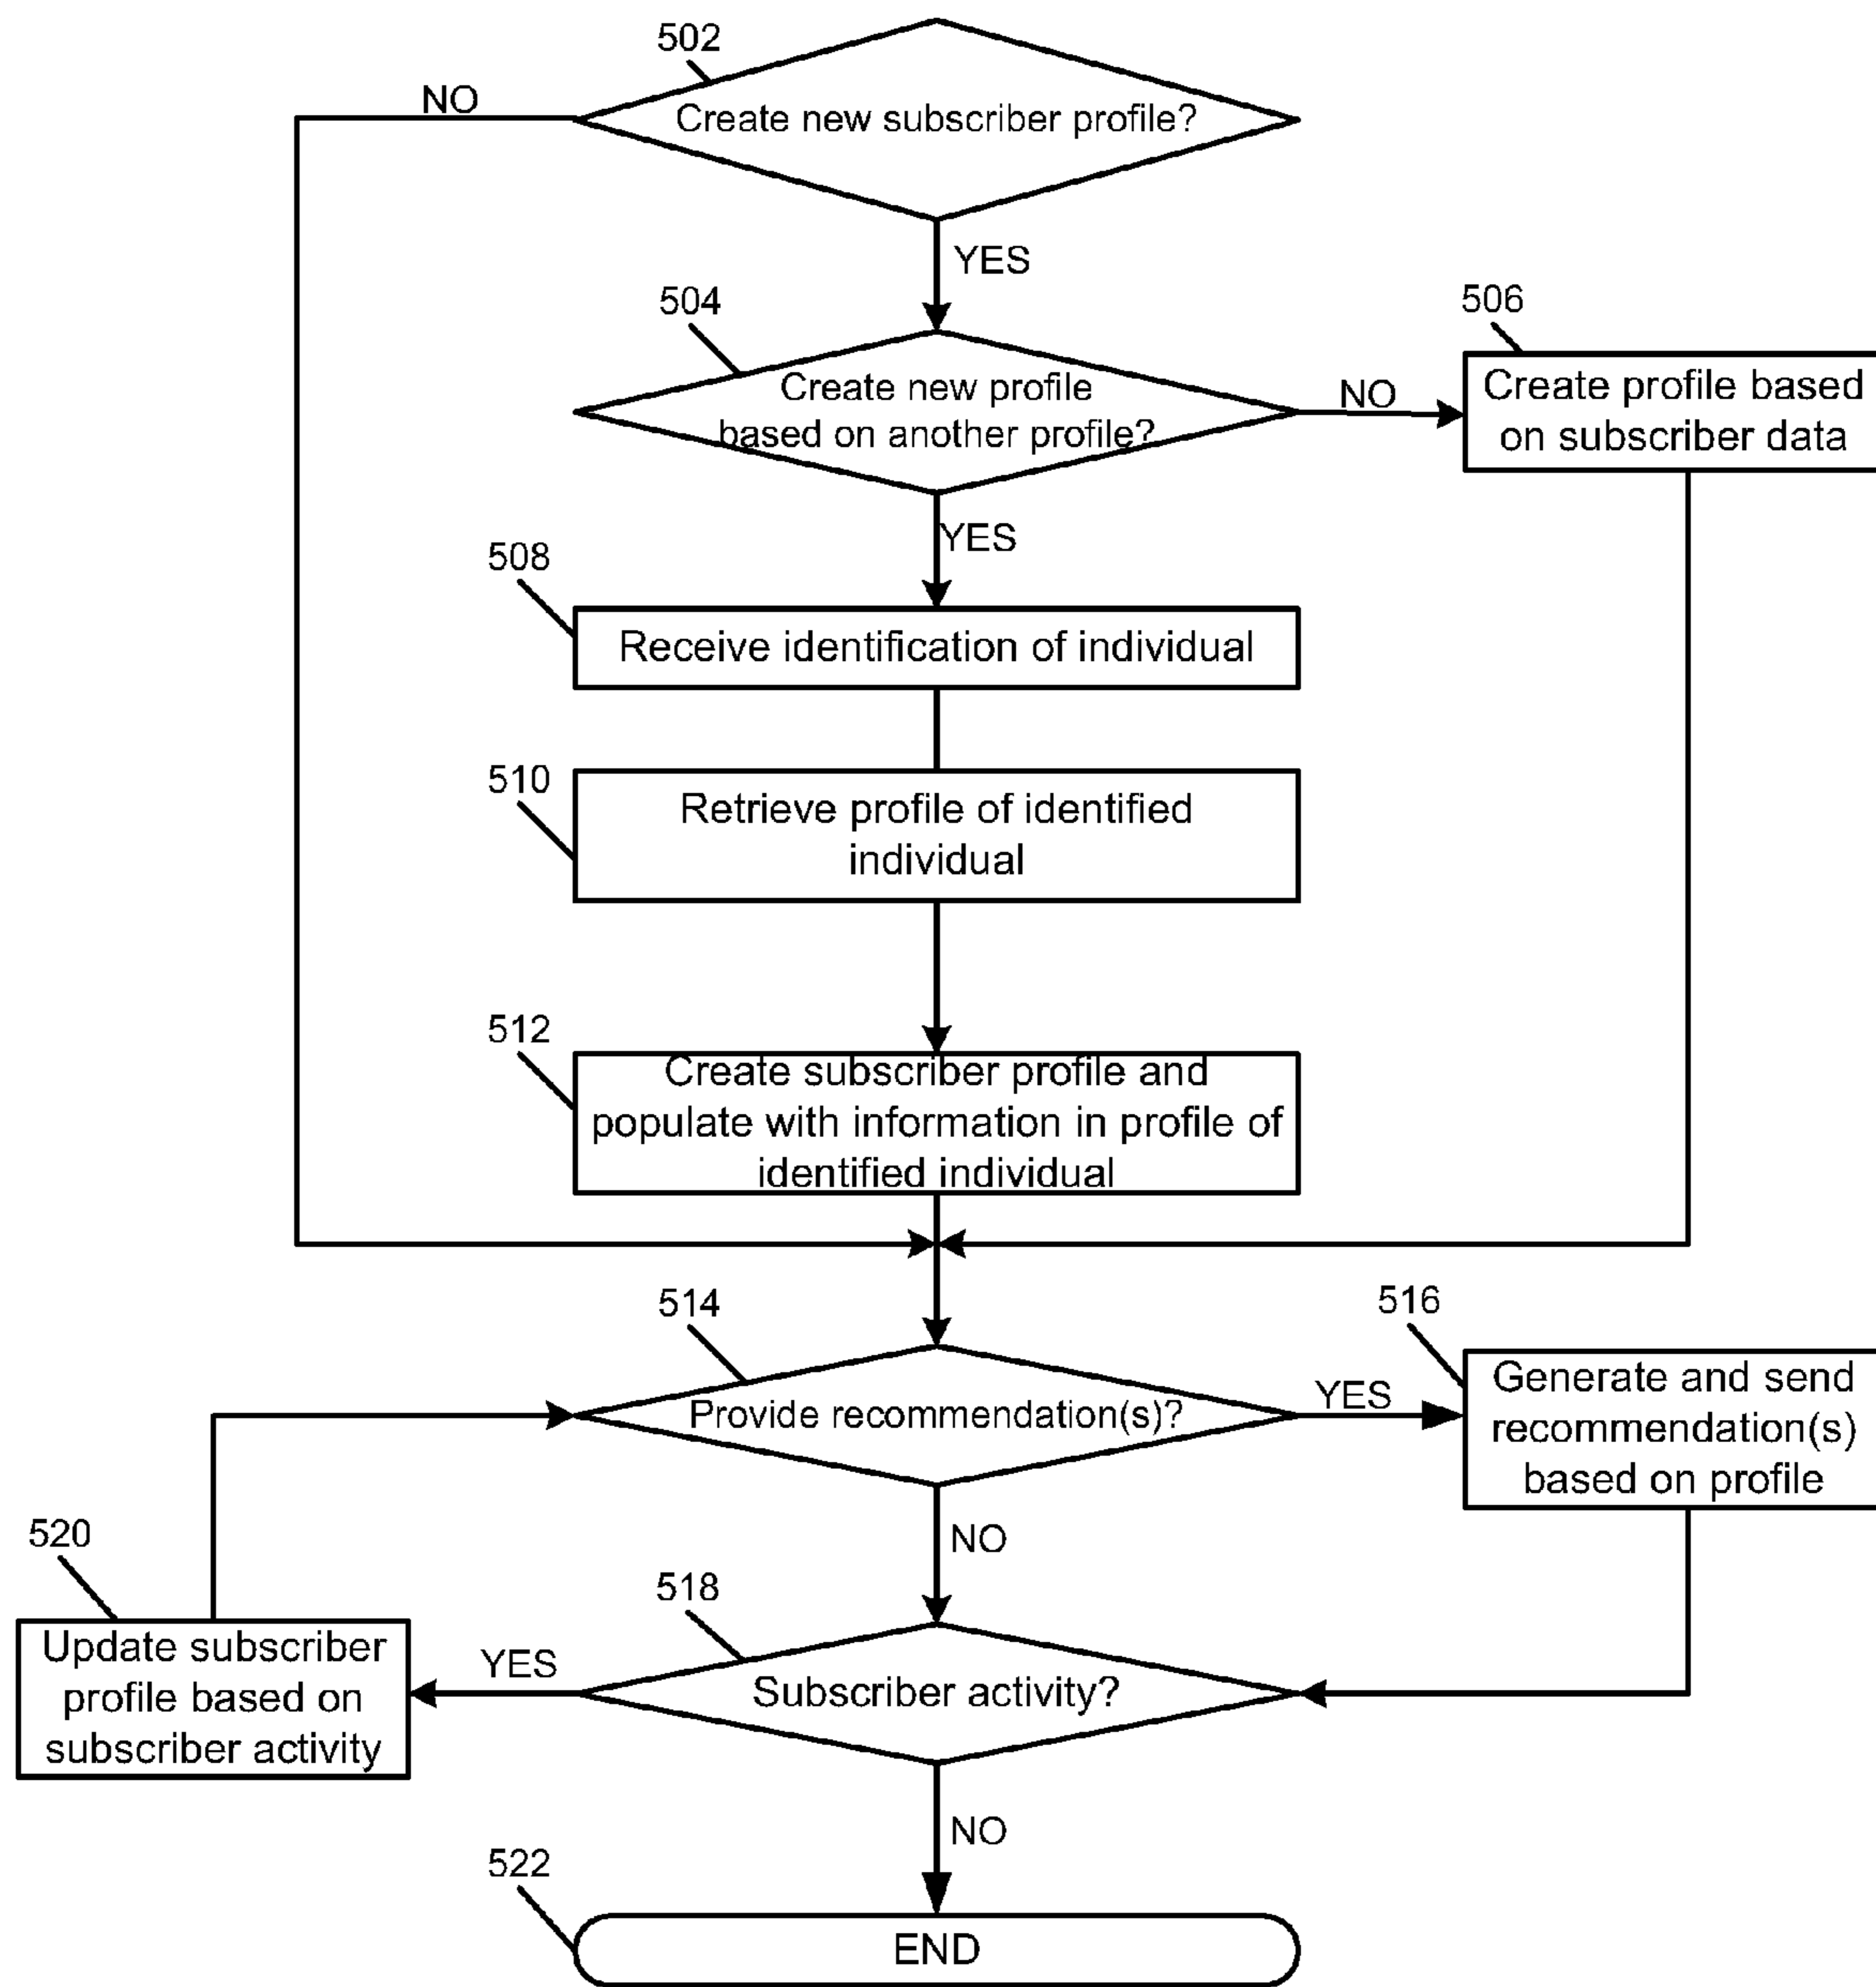 502
NO
Create new subscriber profile?
YES
504
506
Create new profile
based on another profile?
NO
Create profile based
on subscriber data
YES
508
Receive identification of individual
510
Retrieve profile of identified
individual
512
Create subscriber profile and
populate with information in profile of
identified individual
514
516
Provide recommendation(s)?
YES
Generate and send
recommendation(s)
based on profile
NO
520
518
Update subscriber
profile based on
subscriber activity
YES
Subscriber activity?
NO
522
END